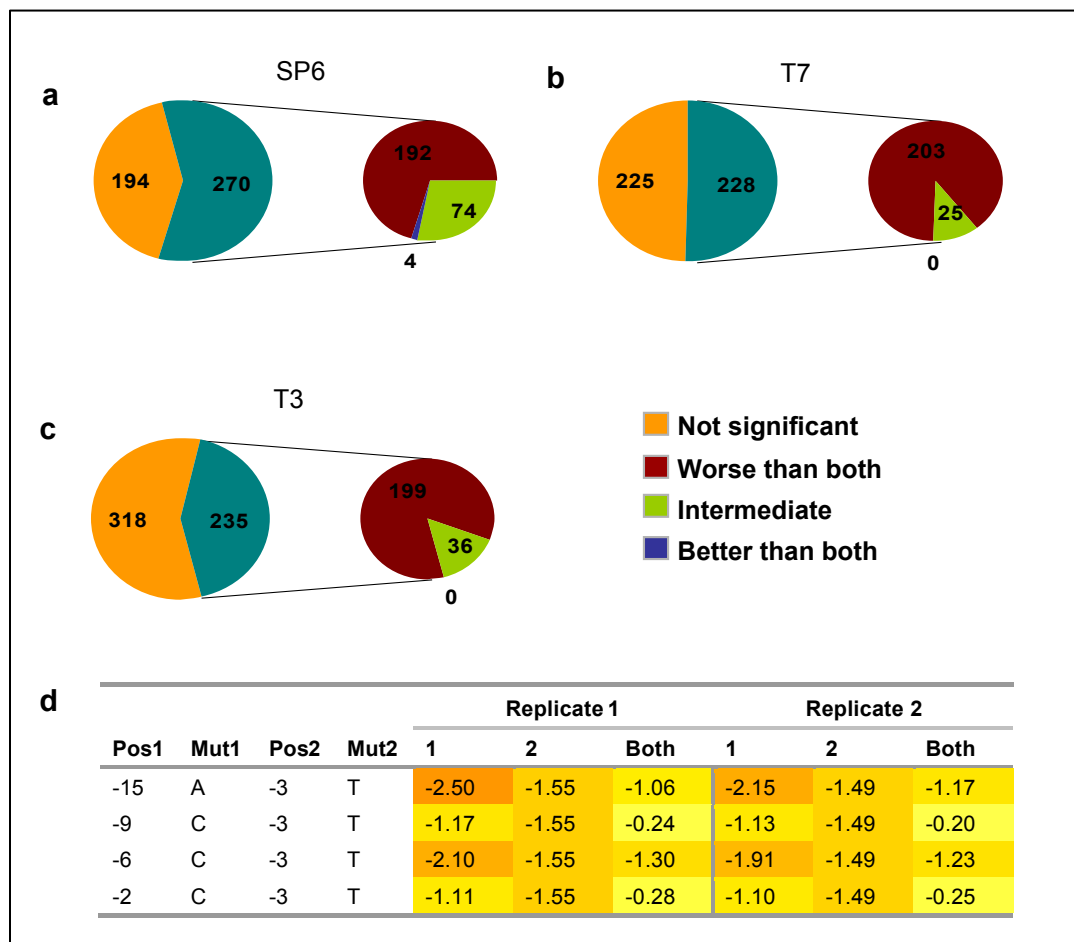 SP6
a
194
270
192
74
4
T7
b
225
228
203
25
0
T3
c
318
235
199
36
0
Not significant
Worse than both
Intermediate
Better than both
d
Replicate 1 Replicate 2
Pos1 Mut1 Pos2 Mut2 1 2 Both 1 2 Both
-15 A -3 T -2.50 -1.55 -1.06 -2.15 -1.49 -1.17
-9 C -3 T -1.17 -1.55 -0.24 -1.13 -1.49 -0.20
-6 C -3 T -2.10 -1.55 -1.30 -1.91 -1.49 -1.23
-2 C -3 T -1.11 -1.55 -0.28 -1.10 -1.49 -0.25